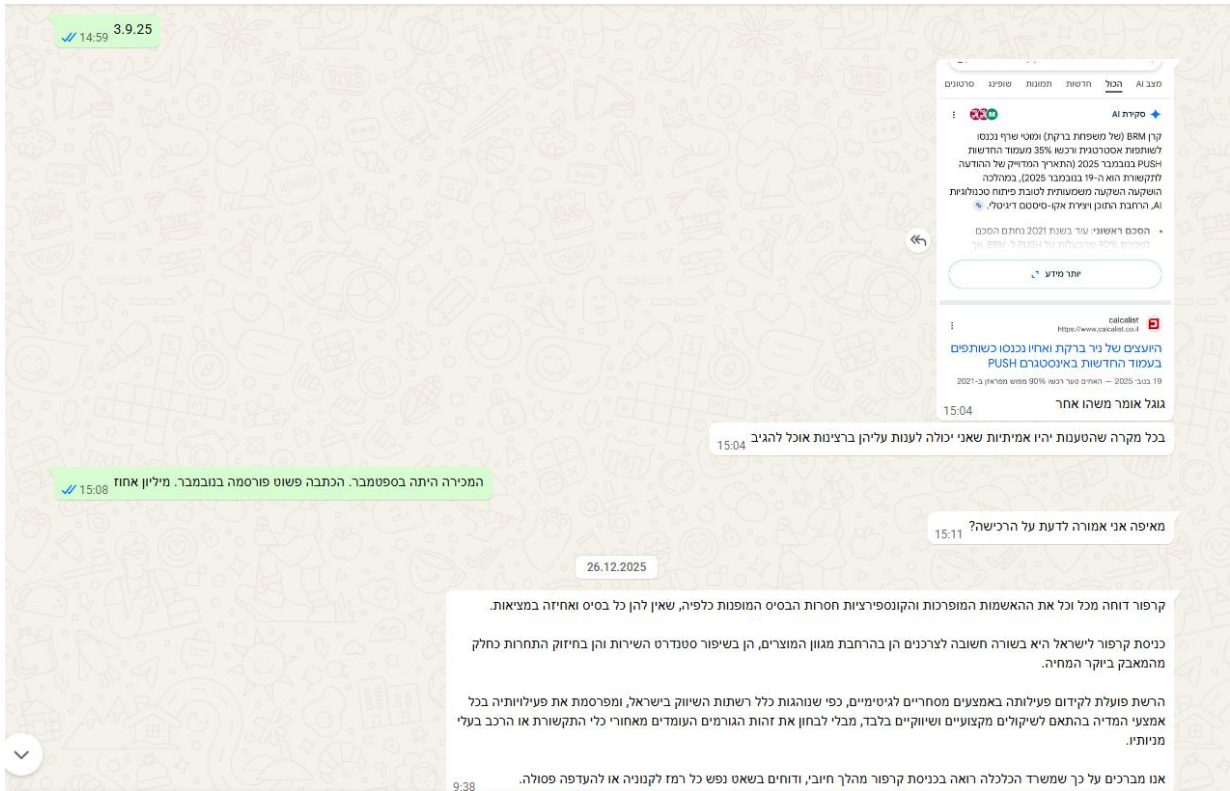 3.9.25
14:59
מצב AI הכול חדשות תמונות שופינג סרטונים
סקירת AI
קרן BRM (של משפחת ברקת) ומוטי שרף נכנסו
לשותפות אסטרטגית ורכשו 35% מעמוד החדשות
PUSH בנובמבר 2025 (התאריך המדוייק של ההודעה
לתקשורת הוא ה-19 בנובמבר 2025), במהלכה
הושקעה השקעה משמעותית לטובת פיתוח טכנולוגיות
AI, הרחבת התוכן ויצירת אקו-סיסטם דיגיטלי.
הסכם ראשוני: עוד בשנת 2021 נחתם הסכם
למכירת 90% מהבעלות על PUSH ל-BRM, אך
יותר מידע
calcalist
https://www.calcalist.co.il
היועצים של ניר ברקת ואחיו נכנסו כשותפים
בעמוד החדשות באינסטגרם PUSH
19 בנוב׳ 2025 — האחים סער רכשו 90% מפוש מפראזן ב-2021
גוגל אומר משהו אחר
15:04
בכל מקרה שהטענות יהיו אמיתיות שאני יכולה לענות עליהן ברצינות אוכל להגיב
15:04
המכירה היתה בספטמבר. הכתבה פשוט פורסמה בנובמבר. מיליון אחוז
15:08
מאיפה אני אמורה לדעת על הרכישה?
15:11
26.12.2025
קרפור דוחה מכל וכל את ההאשמות המופרכות והקונספירציות חסרות הבסיס המופנות כלפיה, שאין להן כל בסיס ואחיזה במציאות.
כניסת קרפור לישראל היא בשורה חשובה לצרכנים הן בהרחבת מגוון המוצרים, הן בשיפור סטנדרט השירות והן בחיזוק התחרות כחלק
מהמאבק ביוקר המחיה.
הרשת פועלת לקידום פעילותה באמצעים מסחריים לגיטימיים, כפי שנוהגות כלל רשתות השיווק בישראל, ומפרסמת את פעילויותיה בכל
אמצעי המדיה בהתאם לשיקולים מקצועיים ושיווקיים בלבד, מבלי לבחון את זהות הגורמים העומדים מאחורי כלי התקשורת או הרכב בעלי
מניותיו.
אנו מברכים על כך שמשרד הכלכלה רואה בכניסת קרפור מהלך חיובי, ודוחים בשאט נפש כל רמז לקנוניה או להעדפה פסולה.
9:38